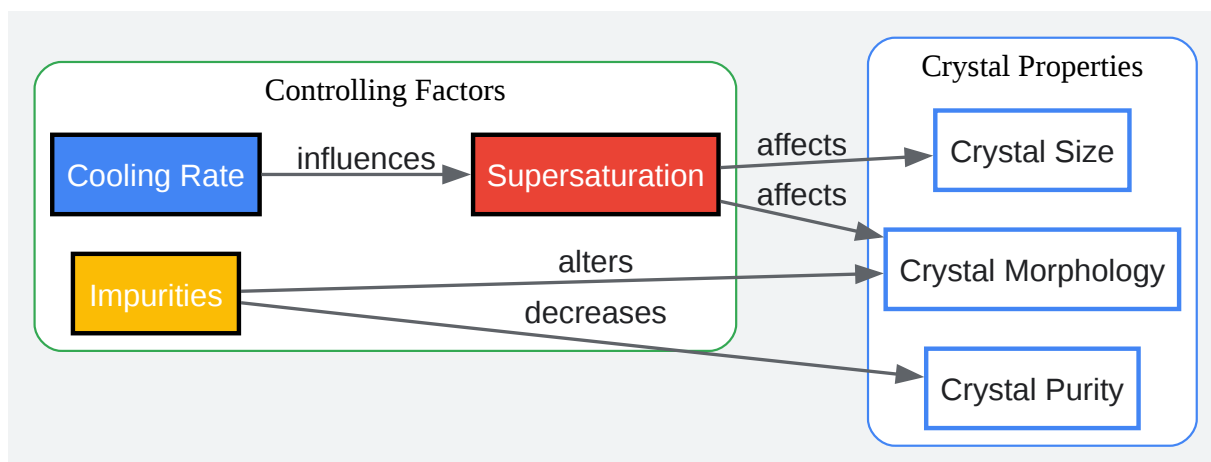 Controlling Factors
Crystal Properties
Cooling Rate
influences
Supersaturation
affects
Crystal Size
affects
Crystal Morphology
Impurities
alters
decreases
Crystal Purity